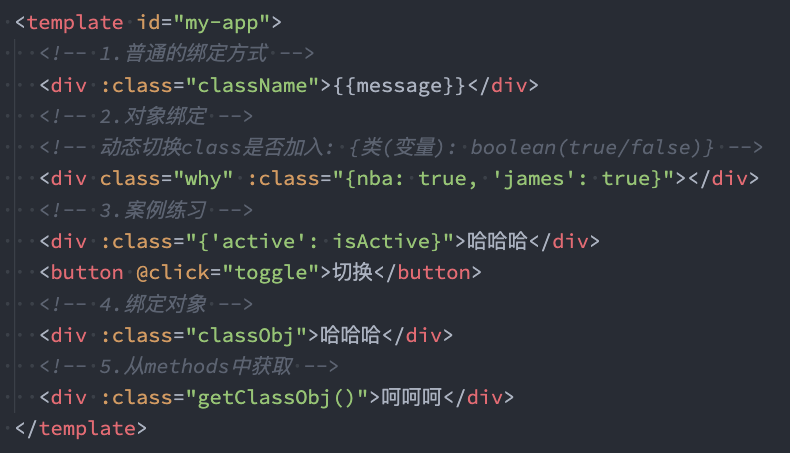 <template id="my-app">
<!-- 1.普通的绑定方式 -->
<div :class="className">{{message}}</div>
<!-- 2.对象绑定 -->
<!-- 动态切换class是否加入: {类(变量): boolean(true/false)} -->
<div class="why" :class="{nba: true, 'james': true}"></div>
<!-- 3.案例练习 -->
<div :class="{'active': isActive}">哈哈哈</div>
<button @click="toggle">切换</button>
<!-- 4.绑定对象 -->
<div :class="classObj">哈哈哈</div>
<!-- 5.从methods中获取 -->
<div :class="getClassObj()">呵呵呵</div>
</template>